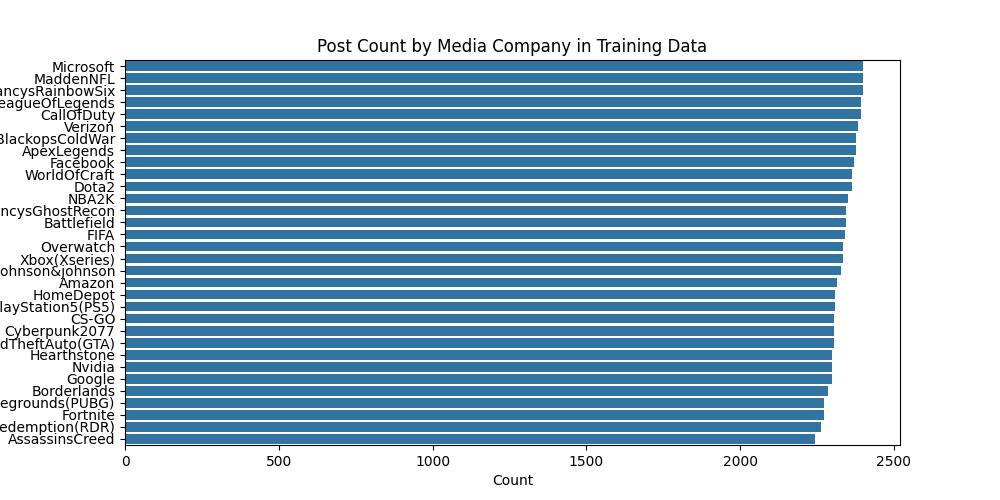 Post Count by Media Company in Training Data
Microsoft
MaddenNFL
ancysRainbowSix
eagueOfLegends
CallOfDuty
Verizon
BlackopsColdWar
ApexLegends
Facebook
WorldOfCraft
Dota2
NBA2K
ncysGhostRecon
Battlefield
FIFA
Overwatch
Xbox(Xseries)
ohnson&johnson
Amazon
HomeDepot
layStation5(PS5)
CS-GO
Cyberpunk2077
dTheftAuto(GTA)
Hearthstone
Nvidia
Google
Borderlands
egrounds(PUBG)
Fortnite
edemption(RDR)
AssassinsCreed
0 500 1000 1500 2000 2500
Count